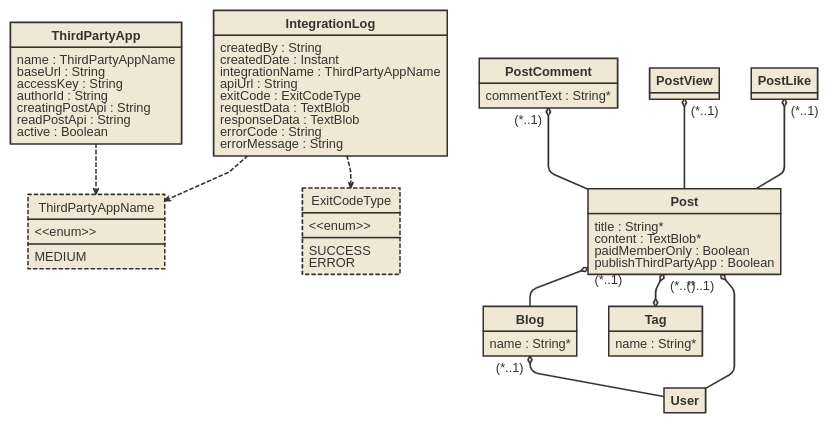 ThirdPartyApp
name : ThirdPartyAppName
baseUrl : String
accessKey : String
authorId : String
creatingPostApi : String
readPostApi : String
active : Boolean
IntegrationLog
createdBy : String
createdDate : Instant
integrationName : ThirdPartyAppName
apiUrl : String
exitCode : ExitCodeType
requestData : TextBlob
responseData : TextBlob
errorCode : String
errorMessage : String
PostComment
commentText : String*
(*..1)
PostView
(*..1)
PostLike
(*..1)
ThirdPartyAppName
<<enum>>
MEDIUM
ExitCodeType
<<enum>>
SUCCESS
ERROR
Post
title : String*
content : TextBlob*
paidMemberOnly : Boolean
publishThirdPartyApp : Boolean
(*..1)
Blog
name : String*
(*..1)
Tag
name : String*
User